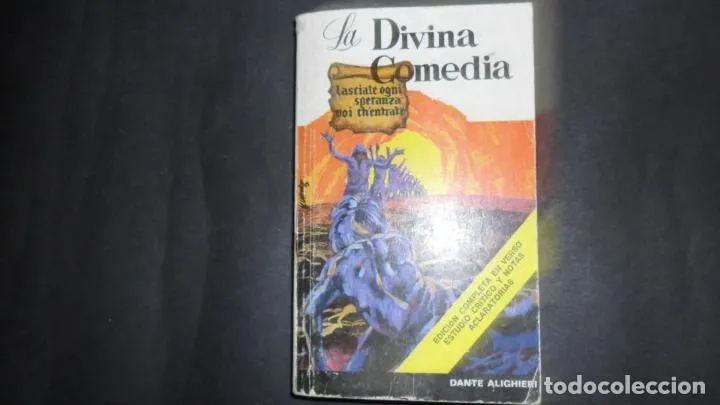 La Divina
Comedia
Lasciate ogni
speranza
voi ch'entrate
EDICIÓN COMPLETA EN VERSO
ESTUDIO CRITICO Y NOTAS
ACLARATORIAS
DANTE ALIGHIERI
todocoleccion